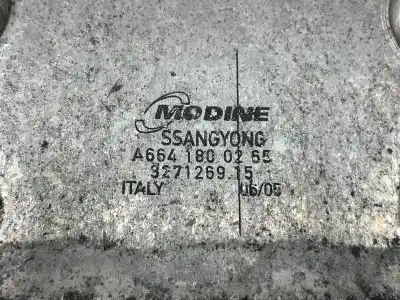 MODINE
SSANGYONG
A664 180 02 65
3271269.15
ITALY 06/05